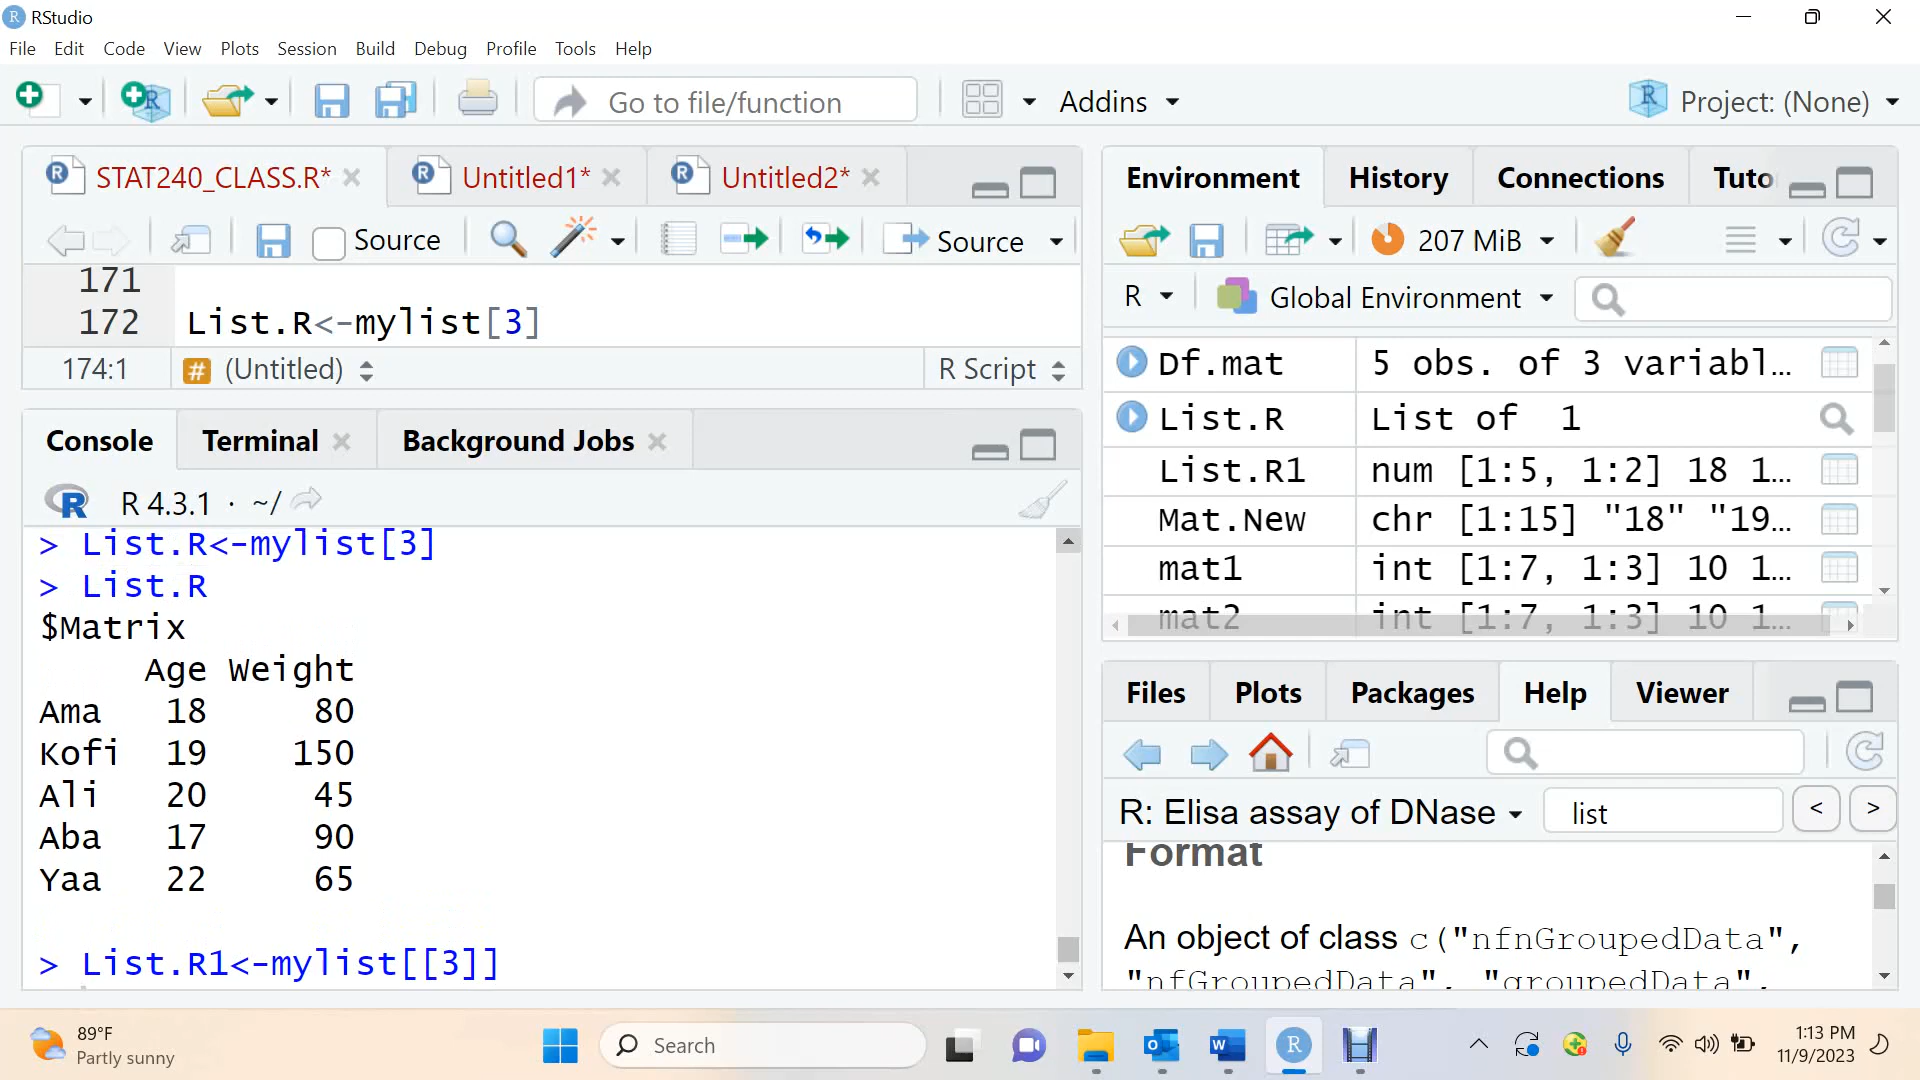 RStudio
File Edit Code View Plots Session Build Debug Profile Tools Help
Go to file/function Addins Project: (None)
STAT240_CLASS.R* Untitled1* Untitled2*
Source Source
171
172 List.R<-mylist[3]
174:1 # (Untitled) R Script
Console Terminal Background Jobs
R 4.3.1 · ~/
> List.R<-mylist[3]
> List.R
$Matrix
Age Weight
Ama 18 80
Kofi 19 150
Ali 20 45
Aba 17 90
Yaa 22 65
> List.R1<-mylist[[3]]
Environment History Connections Tuto
207 MiB
R Global Environment
Df.mat 5 obs. of 3 variabl...
List.R List of 1
List.R1 num [1:5, 1:2] 18 1...
Mat.New chr [1:15] "18" "19...
mat1 int [1:7, 1:3] 10 1...
mat2 int [1:7, 1:3] 10 1...
Files Plots Packages Help Viewer
R: Elisa assay of DNase list < >
Format
An object of class c("nfnGroupedData",
"nfGroupedData", "groupedData",
89°F
Partly sunny
Search
1:13 PM
11/9/2023